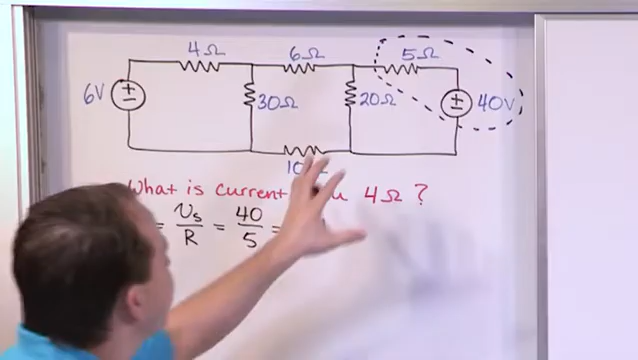 4Ω 6Ω 5Ω
6V 30Ω 20Ω 40V
What is current 4Ω?
= Vs/R = 40/5 =